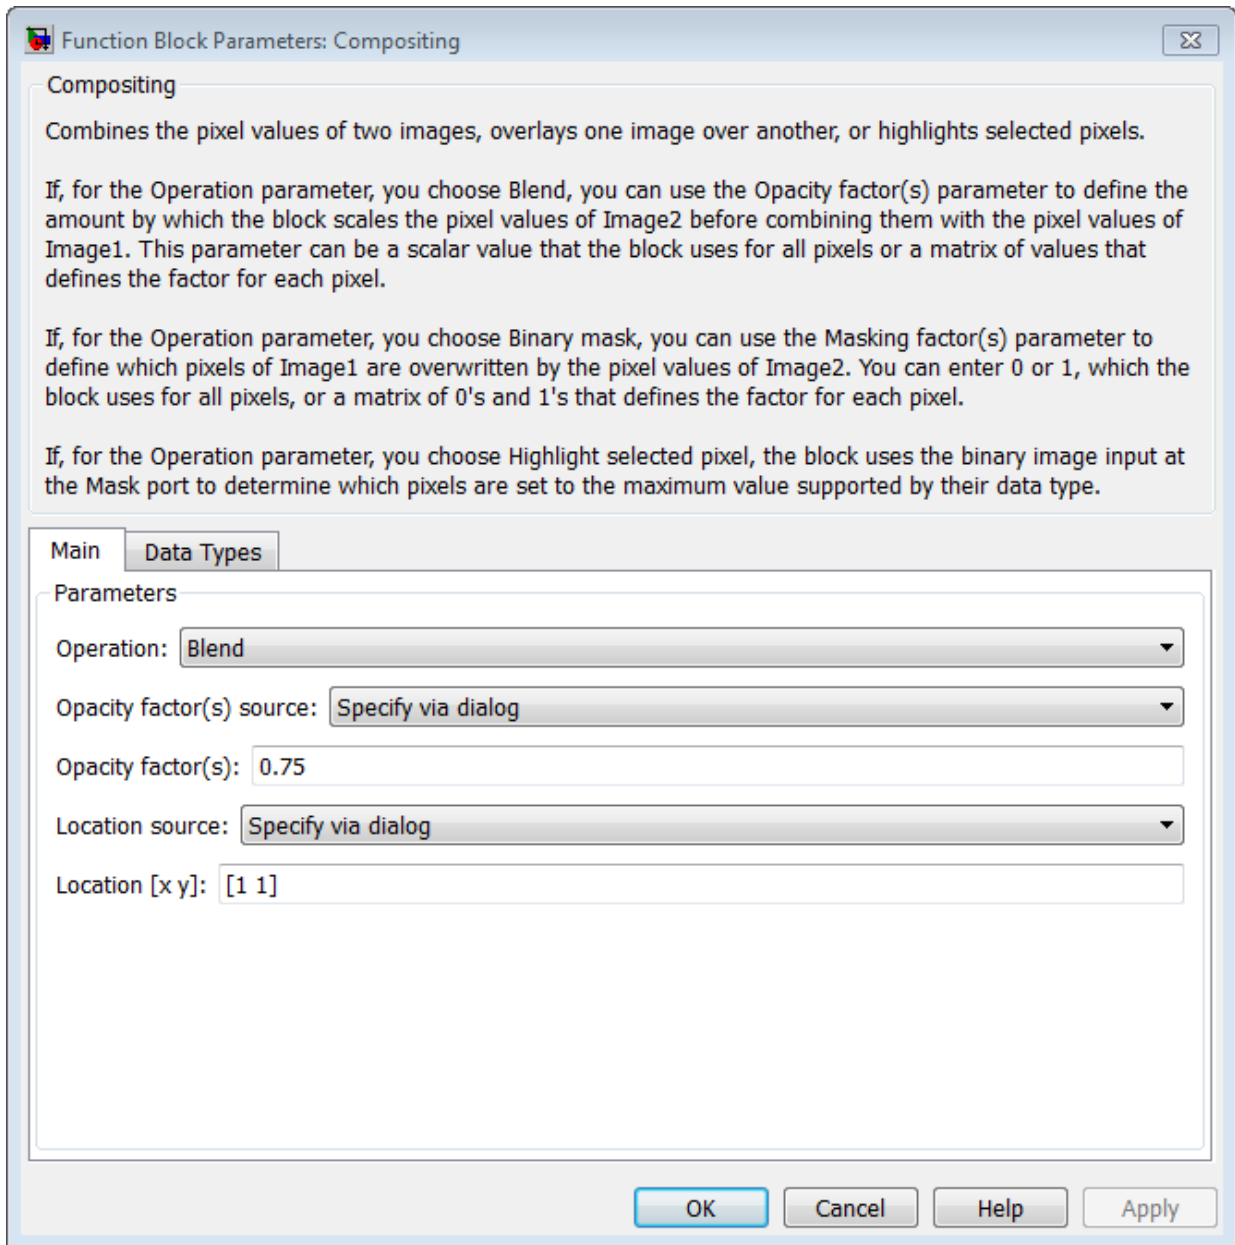 Function Block Parameters: Compositing
Compositing
Combines the pixel values of two images, overlays one image over another, or highlights selected pixels.
If, for the Operation parameter, you choose Blend, you can use the Opacity factor(s) parameter to define the
amount by which the block scales the pixel values of Image2 before combining them with the pixel values of
Image1. This parameter can be a scalar value that the block uses for all pixels or a matrix of values that
defines the factor for each pixel.
If, for the Operation parameter, you choose Binary mask, you can use the Masking factor(s) parameter to
define which pixels of Image1 are overwritten by the pixel values of Image2. You can enter 0 or 1, which the
block uses for all pixels, or a matrix of 0's and 1's that defines the factor for each pixel.
If, for the Operation parameter, you choose Highlight selected pixel, the block uses the binary image input at
the Mask port to determine which pixels are set to the maximum value supported by their data type.
Main Data Types
Parameters
Operation: Blend
Opacity factor(s) source: Specify via dialog
Opacity factor(s): 0.75
Location source: Specify via dialog
Location [x y]: [1 1]
OK Cancel Help Apply